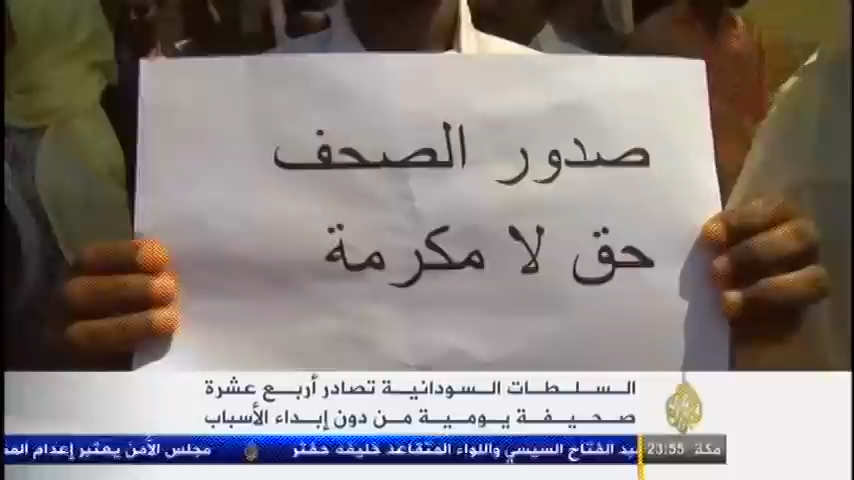 صدور الصحف
حق لا مكرمة
السلطات السودانية تصادر أربع عشرة
صحيفة يومية من دون إبداء الأسباب
مكة 23:55 عبد الفتاح السيسي واللواء المتقاعد خليفة حفتر مجلس الأمن يعتبر إعدام